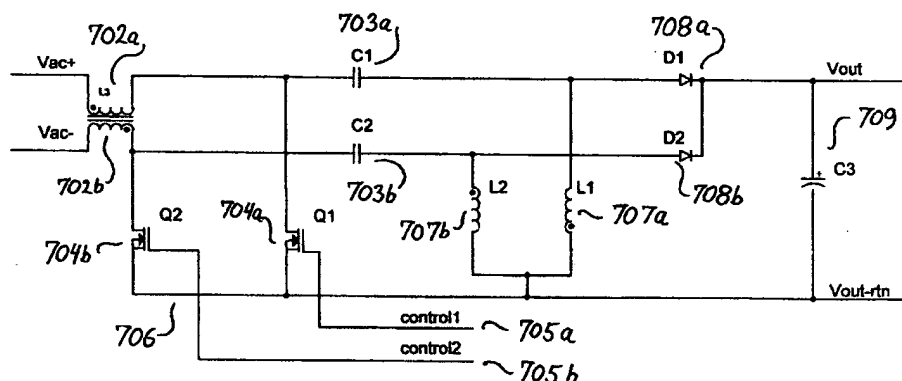 702a
703a
708a
Vac+
L3
C1
D1
Vout
Vac-
C2
D2
709
702b
703b
708b
C3
L2
L1
Q2
704a
Q1
707b
707a
704b
Vout-rtn
706
control1
705a
control2
705b